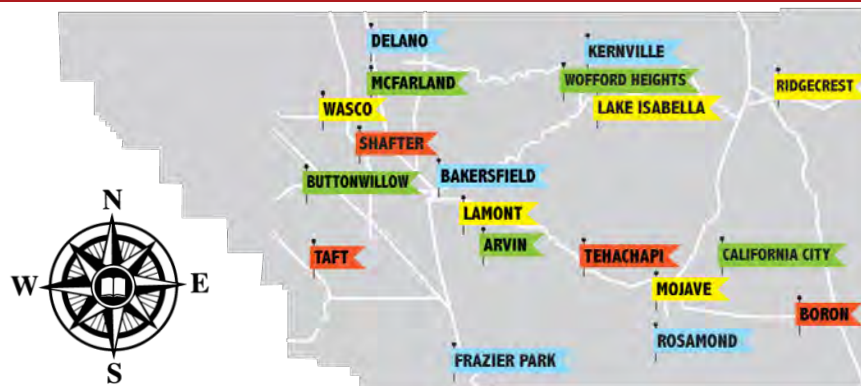 DELANO
KERNVILLE
MCFARLAND
WOFFORD HEIGHTS
RIDGECREST
WASCO
LAKE ISABELLA
SHAFTER
BAKERSFIELD
BUTTONWILLOW
LAMONT
ARVIN
TAFT
TEHACHAPI
CALIFORNIA CITY
MOJAVE
BORON
ROSAMOND
FRAZIER PARK
N
W
E
S